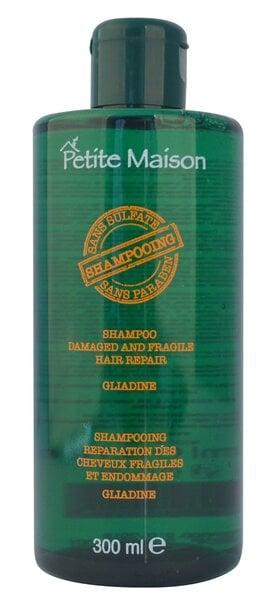 Petite Maison
SANS SULFATE
SHAMPOOING
SANS PARABEN
SHAMPOO
DAMAGED AND FRAGILE
HAIR REPAIR
GLIADINE
SHAMPOOING
REPARATION DES
CHEVEUX FRAGILES
ET ENDOMMAGE
GLIADINE
300 ml ℮